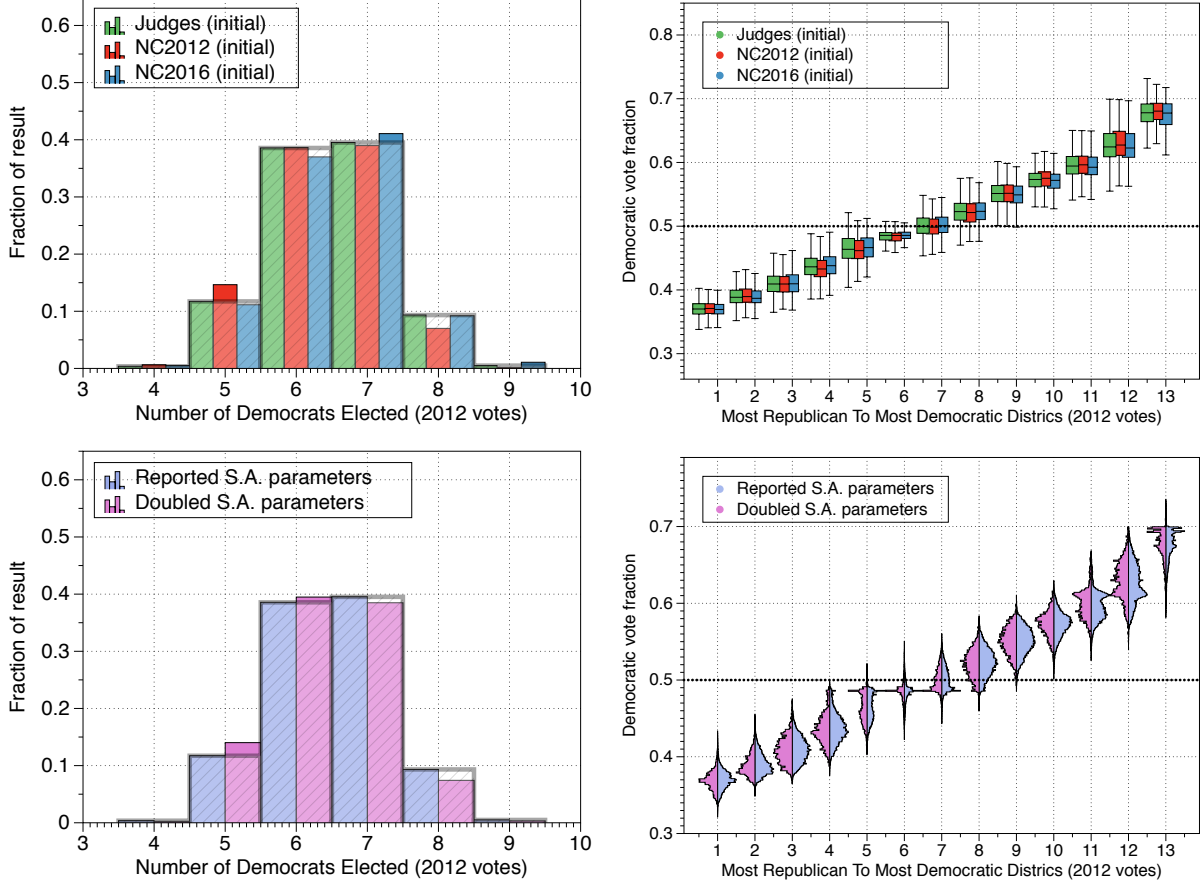 Judges (initial)
NC2012 (initial)
NC2016 (initial)
Fraction of result
0.6
0.5
0.4
0.3
0.2
0.1
0
3 4 5 6 7 8 9 10
Number of Democrats Elected (2012 votes)
Judges (initial)
NC2012 (initial)
NC2016 (initial)
Democratic vote fraction
0.8
0.7
0.6
0.5
0.4
0.3
1 2 3 4 5 6 7 8 9 10 11 12 13
Most Republican To Most Democratic Districs (2012 votes)
Reported S.A. parameters
Doubled S.A. parameters
Fraction of result
0.6
0.5
0.4
0.3
0.2
0.1
0
3 4 5 6 7 8 9 10
Number of Democrats Elected (2012 votes)
Reported S.A. parameters
Doubled S.A. parameters
Democratic vote fraction
0.7
0.6
0.5
0.4
0.3
1 2 3 4 5 6 7 8 9 10 11 12 13
Most Republican To Most Democratic Districs (2012 votes)